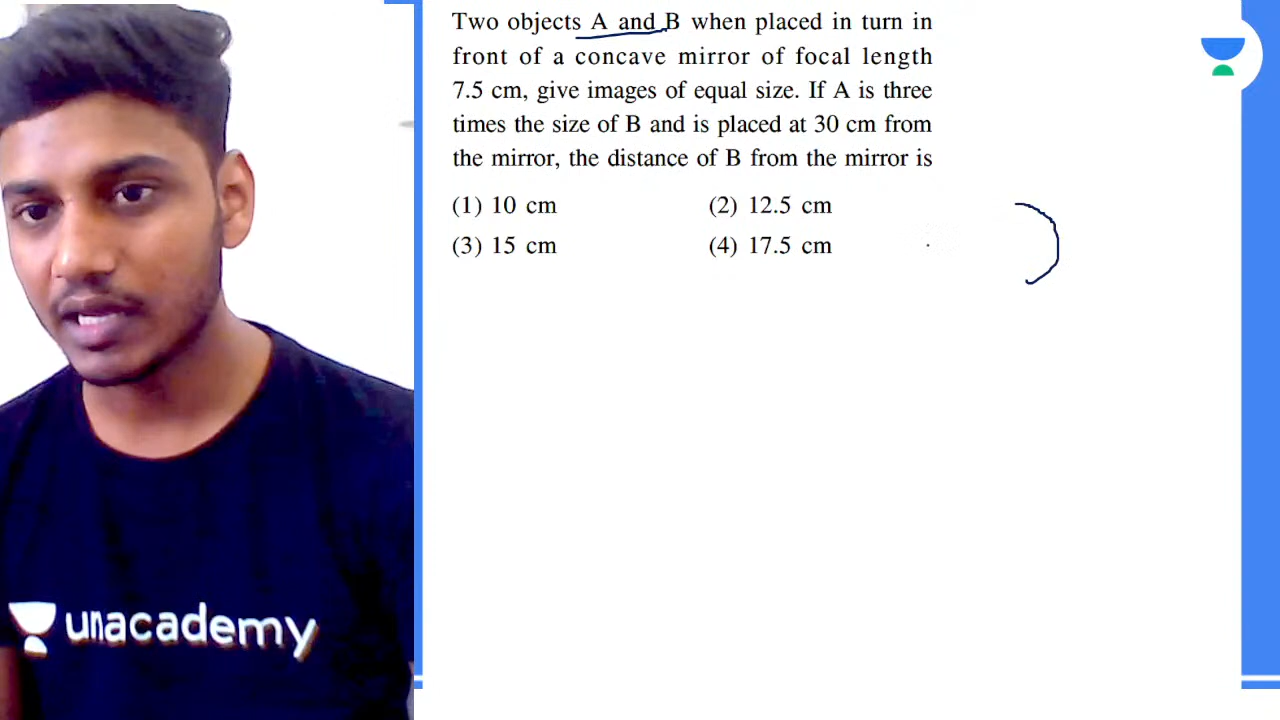 Two objects A and B when placed in turn in
front of a concave mirror of focal length
7.5 cm, give images of equal size. If A is three
times the size of B and is placed at 30 cm from
the mirror, the distance of B from the mirror is
(1) 10 cm (2) 12.5 cm
(3) 15 cm (4) 17.5 cm
unacademy